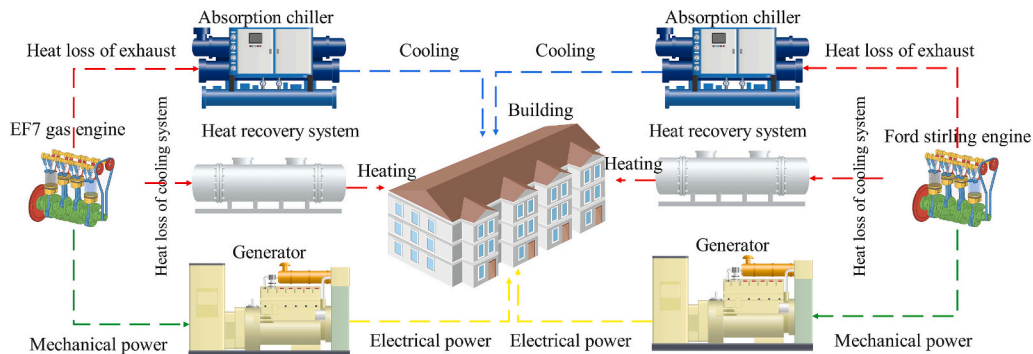 Absorption chiller
Absorption chiller
Heat loss of exhaust
Cooling
Cooling
Heat loss of exhaust
Building
EF7 gas engine
Heat recovery system
Heat recovery system
Ford stirling engine
Heat loss of cooling system
Heating
Heating
Heat loss of cooling system
Generator
Generator
Mechanical power
Electrical power
Electrical power
Mechanical power